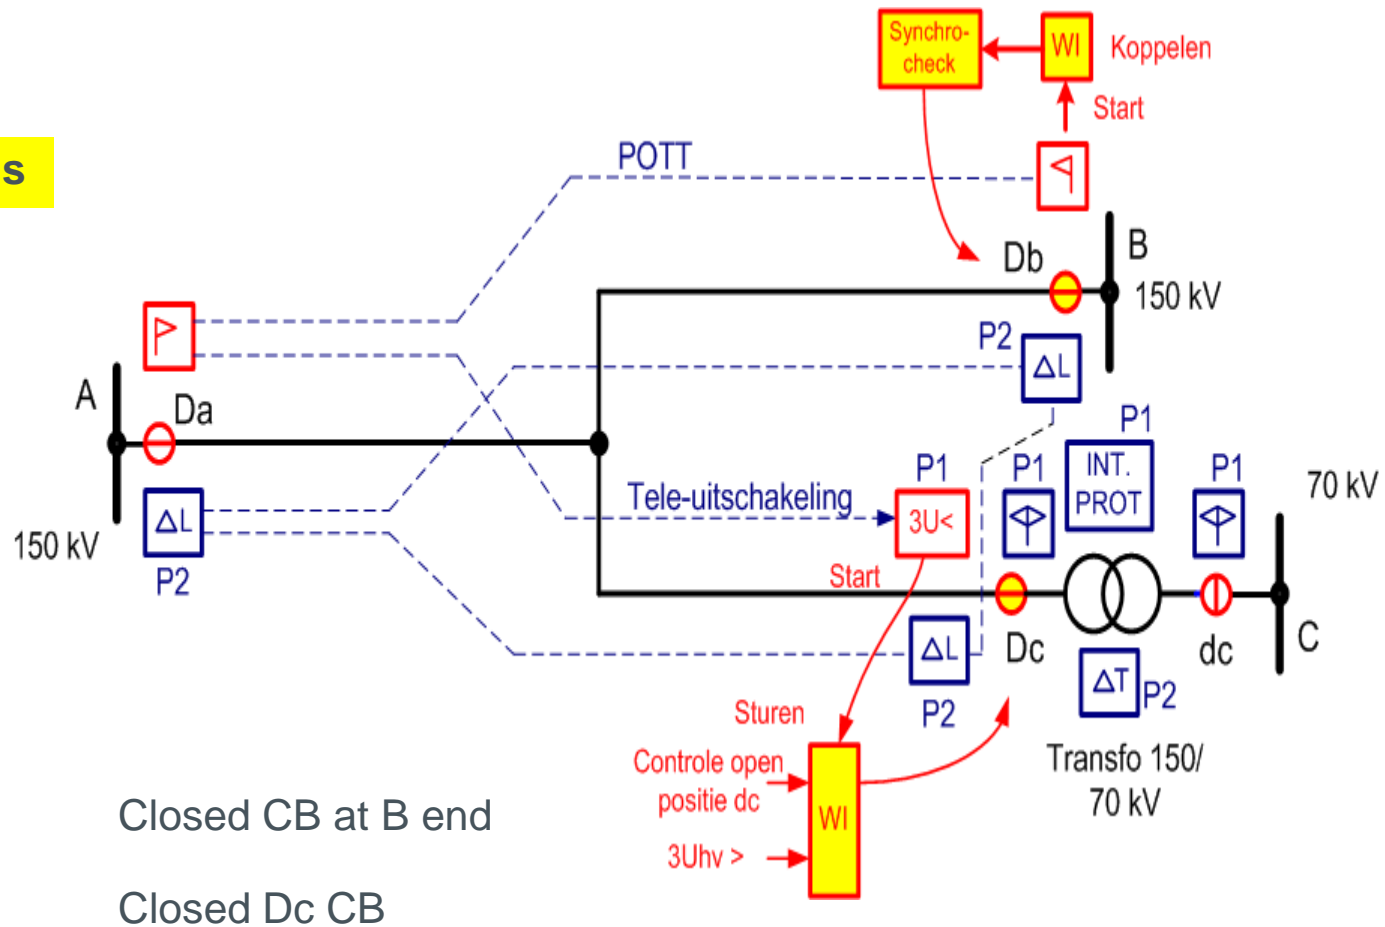 Synchro-
check
WI
Koppelen
Start
s
POTT
Db
B
150 kV
A
Da
P2
ΔL
P1
INT.
PROT
P1
P1
P1
70 kV
Tele-uitschakeling
3U<
150 kV
ΔL
P2
Start
ΔL
P2
Dc
dc
C
ΔT
P2
Sturen
Controle open
positie dc
WI
3Uhv >
Transfo 150/
70 kV
Closed CB at B end
Closed Dc CB